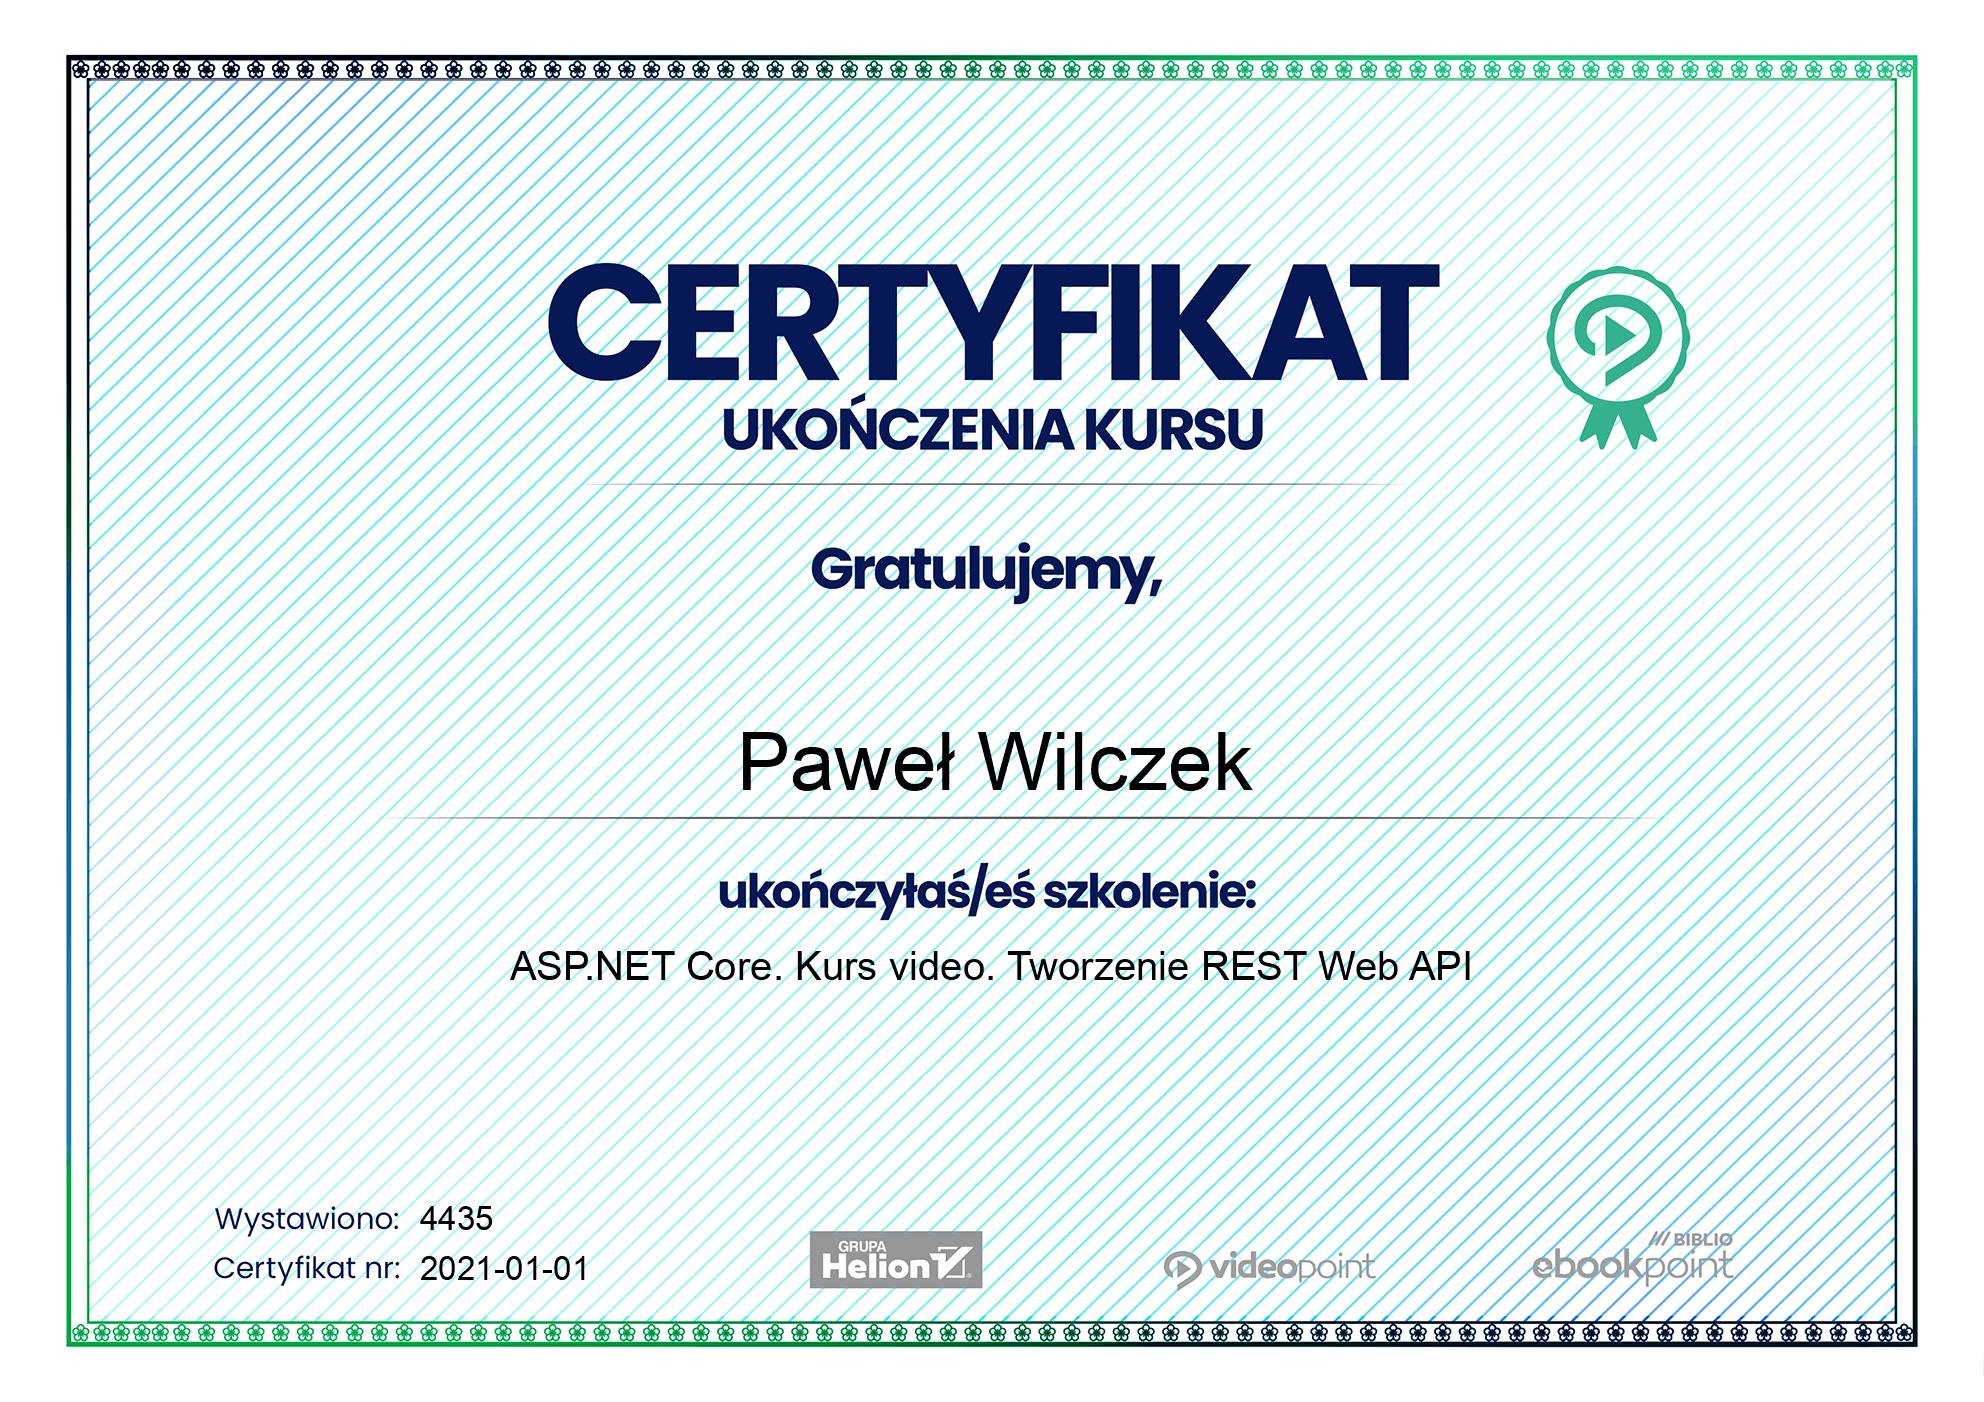 CERTYFIKAT
UKOŃCZENIA KURSU
Gratulujemy,
Paweł Wilczek
ukończyłaś/eś szkolenie:
ASP.NET Core. Kurs video. Tworzenie REST Web API
Wystawiono: 4435
Certyfikat nr: 2021-01-01
GRUPA
Helion
videopoint
BIBLIO
ebookpoint